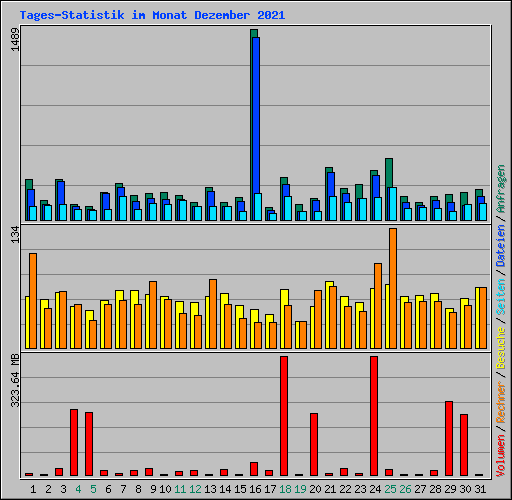 Tages-Statistik im Monat Dezember 2021
1489
134
323.64 MB
Volumen / Rechner / Besuche / Seiten / Dateien / Anfragen
1 2 3 4 5 6 7 8 9 10 11 12 13 14 15 16 17 18 19 20 21 22 23 24 25 26 27 28 29 30 31